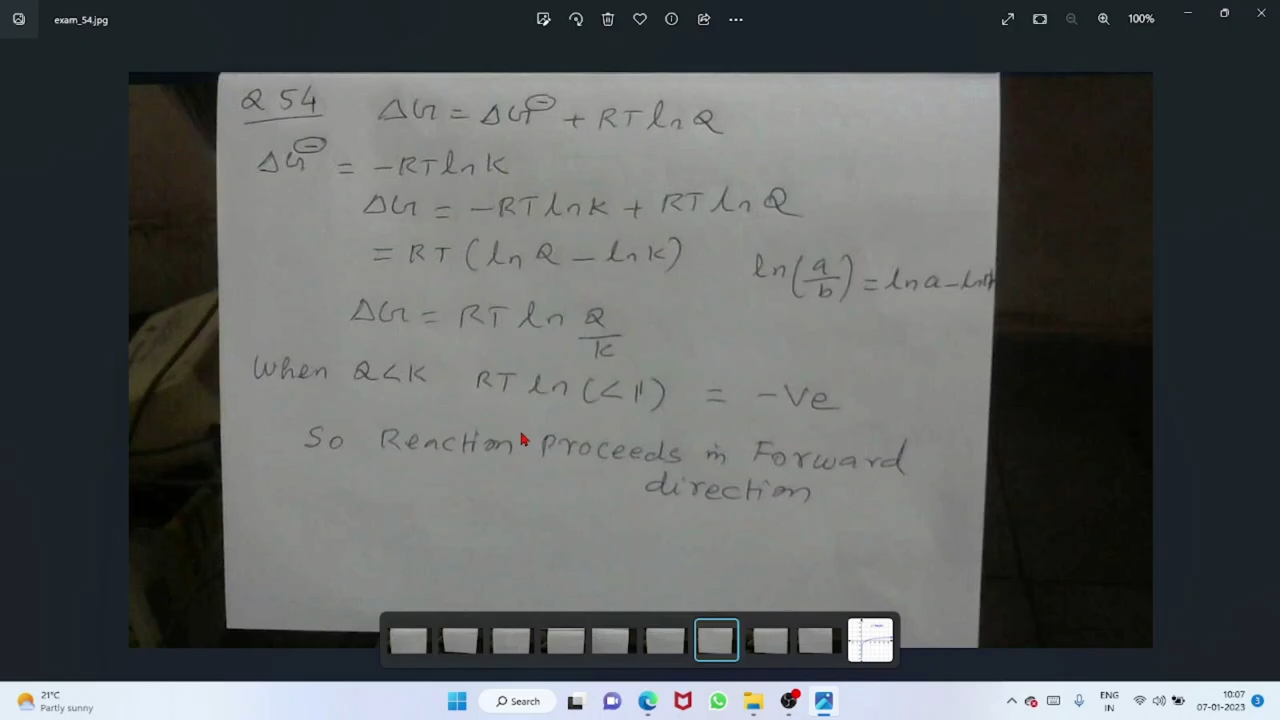 exam_54.jpg
100%
Q 54
ΔG = ΔG⊖ + RT ln Q
ΔG⊖ = -RT ln K
ΔG = -RT ln K + RT ln Q
= RT (ln Q - ln K)
ln(a/b) = ln a - ln b
ΔG = RT ln Q/K
When Q < K RT ln (< 1) = -Ve
So Reaction Proceeds in Forward
direction
21°C
Partly sunny
Search
ENG
IN
10:07
07-01-2023
3